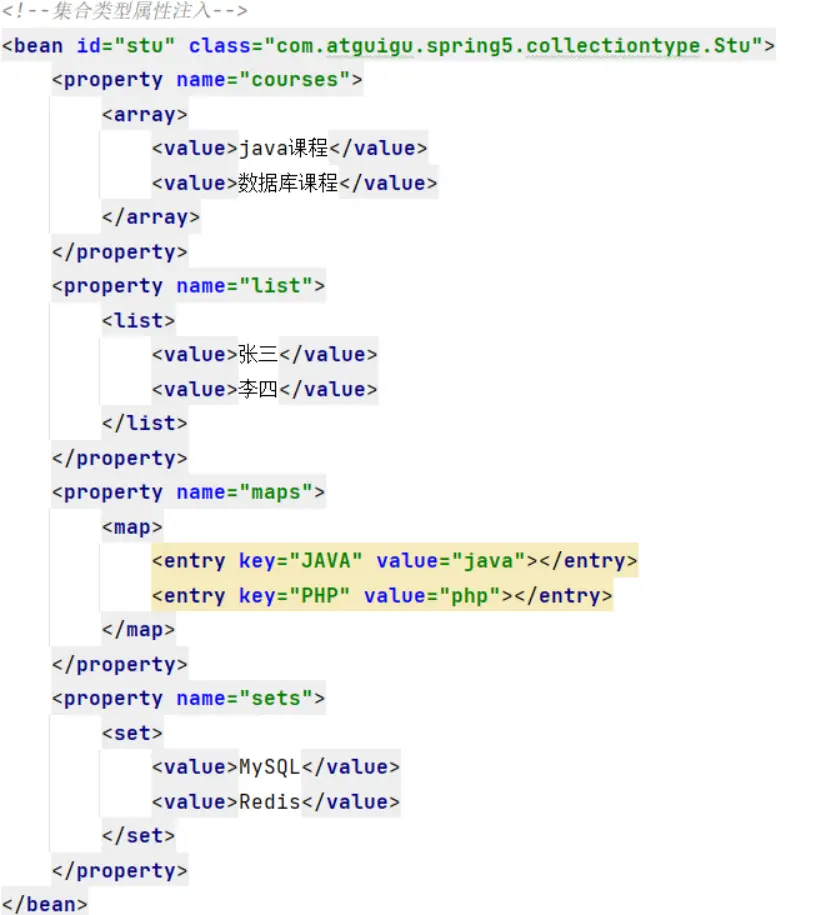 <!--集合类型属性注入-->
<bean id="stu" class="com.atguigu.spring5.collectiontype.Stu">
    <property name="courses">
        <array>
            <value>java课程</value>
            <value>数据库课程</value>
        </array>
    </property>
    <property name="list">
        <list>
            <value>张三</value>
            <value>李四</value>
        </list>
    </property>
    <property name="maps">
        <map>
            <entry key="JAVA" value="java"></entry>
            <entry key="PHP" value="php"></entry>
        </map>
    </property>
    <property name="sets">
        <set>
            <value>MySQL</value>
            <value>Redis</value>
        </set>
    </property>
</bean>